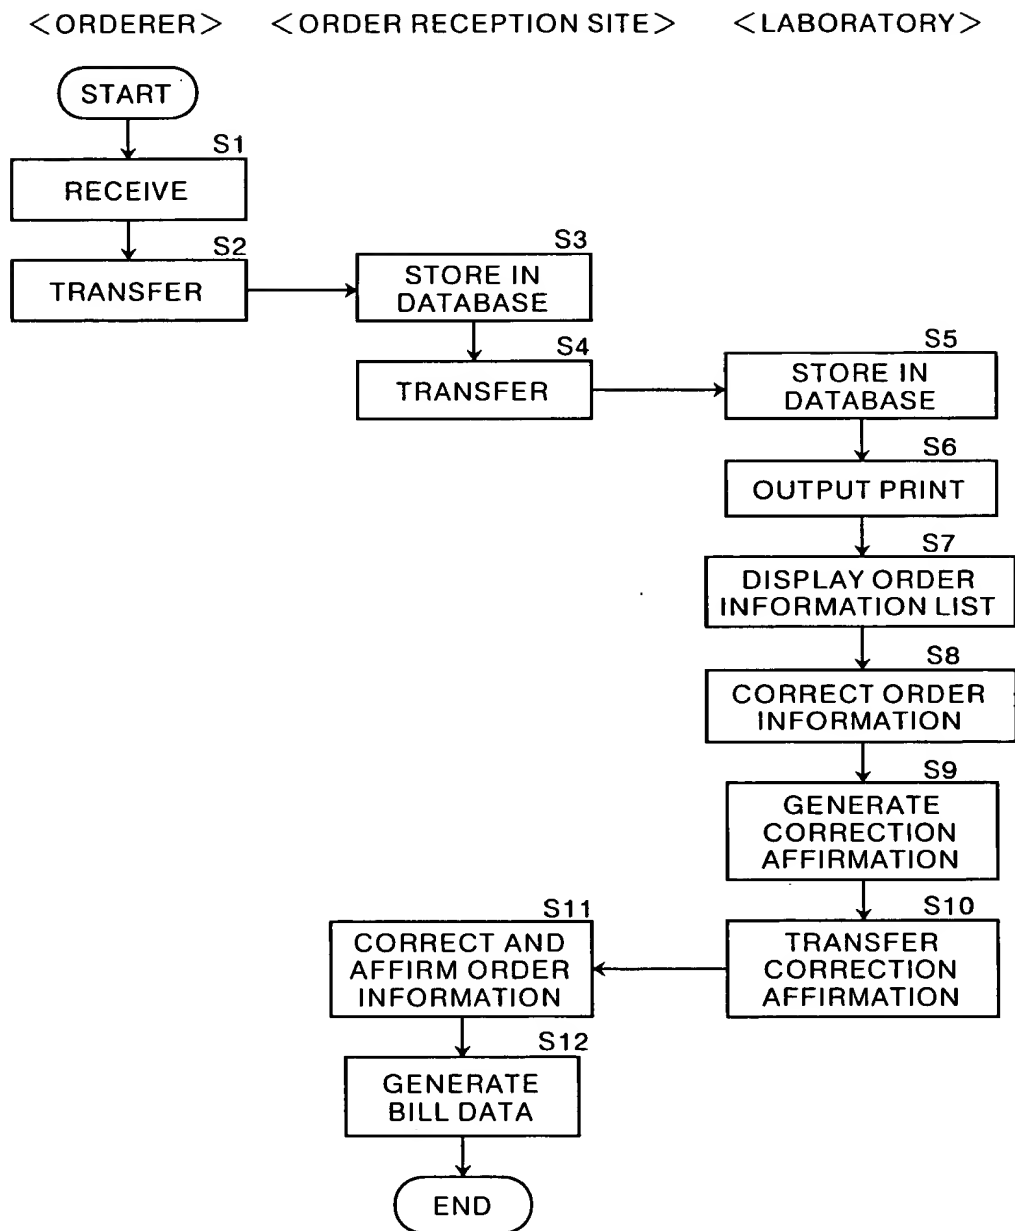 <ORDERER> <ORDER RECEPTION SITE> <LABORATORY>
START
S1
RECEIVE
S2
TRANSFER
S3
STORE IN
DATABASE
S4
TRANSFER
S5
STORE IN
DATABASE
S6
OUTPUT PRINT
S7
DISPLAY ORDER
INFORMATION LIST
S8
CORRECT ORDER
INFORMATION
S9
GENERATE
CORRECTION
AFFIRMATION
S10
TRANSFER
CORRECTION
AFFIRMATION
S11
CORRECT AND
AFFIRM ORDER
INFORMATION
S12
GENERATE
BILL DATA
END